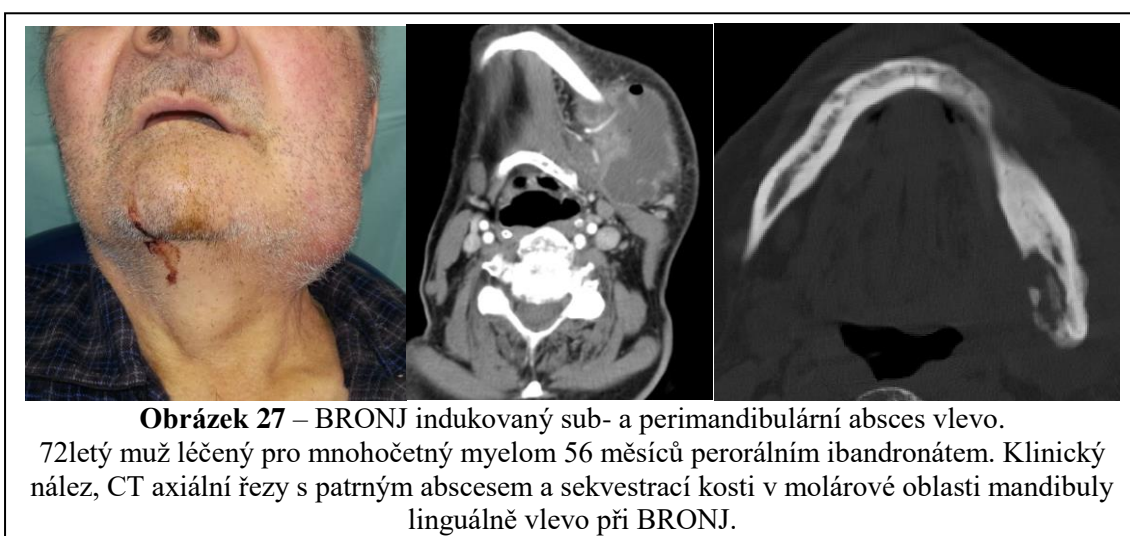 Obrázek 27 – BRONJ indukovaný sub- a perimandibulární absces vlevo.
72letý muž léčený pro mnohočetný myelom 56 měsíců perorálním ibandronátem. Klinický
nález, CT axiální řezy s patrným abscesem a sekvestrací kosti v molárové oblasti mandibuly
linguálně vlevo při BRONJ.